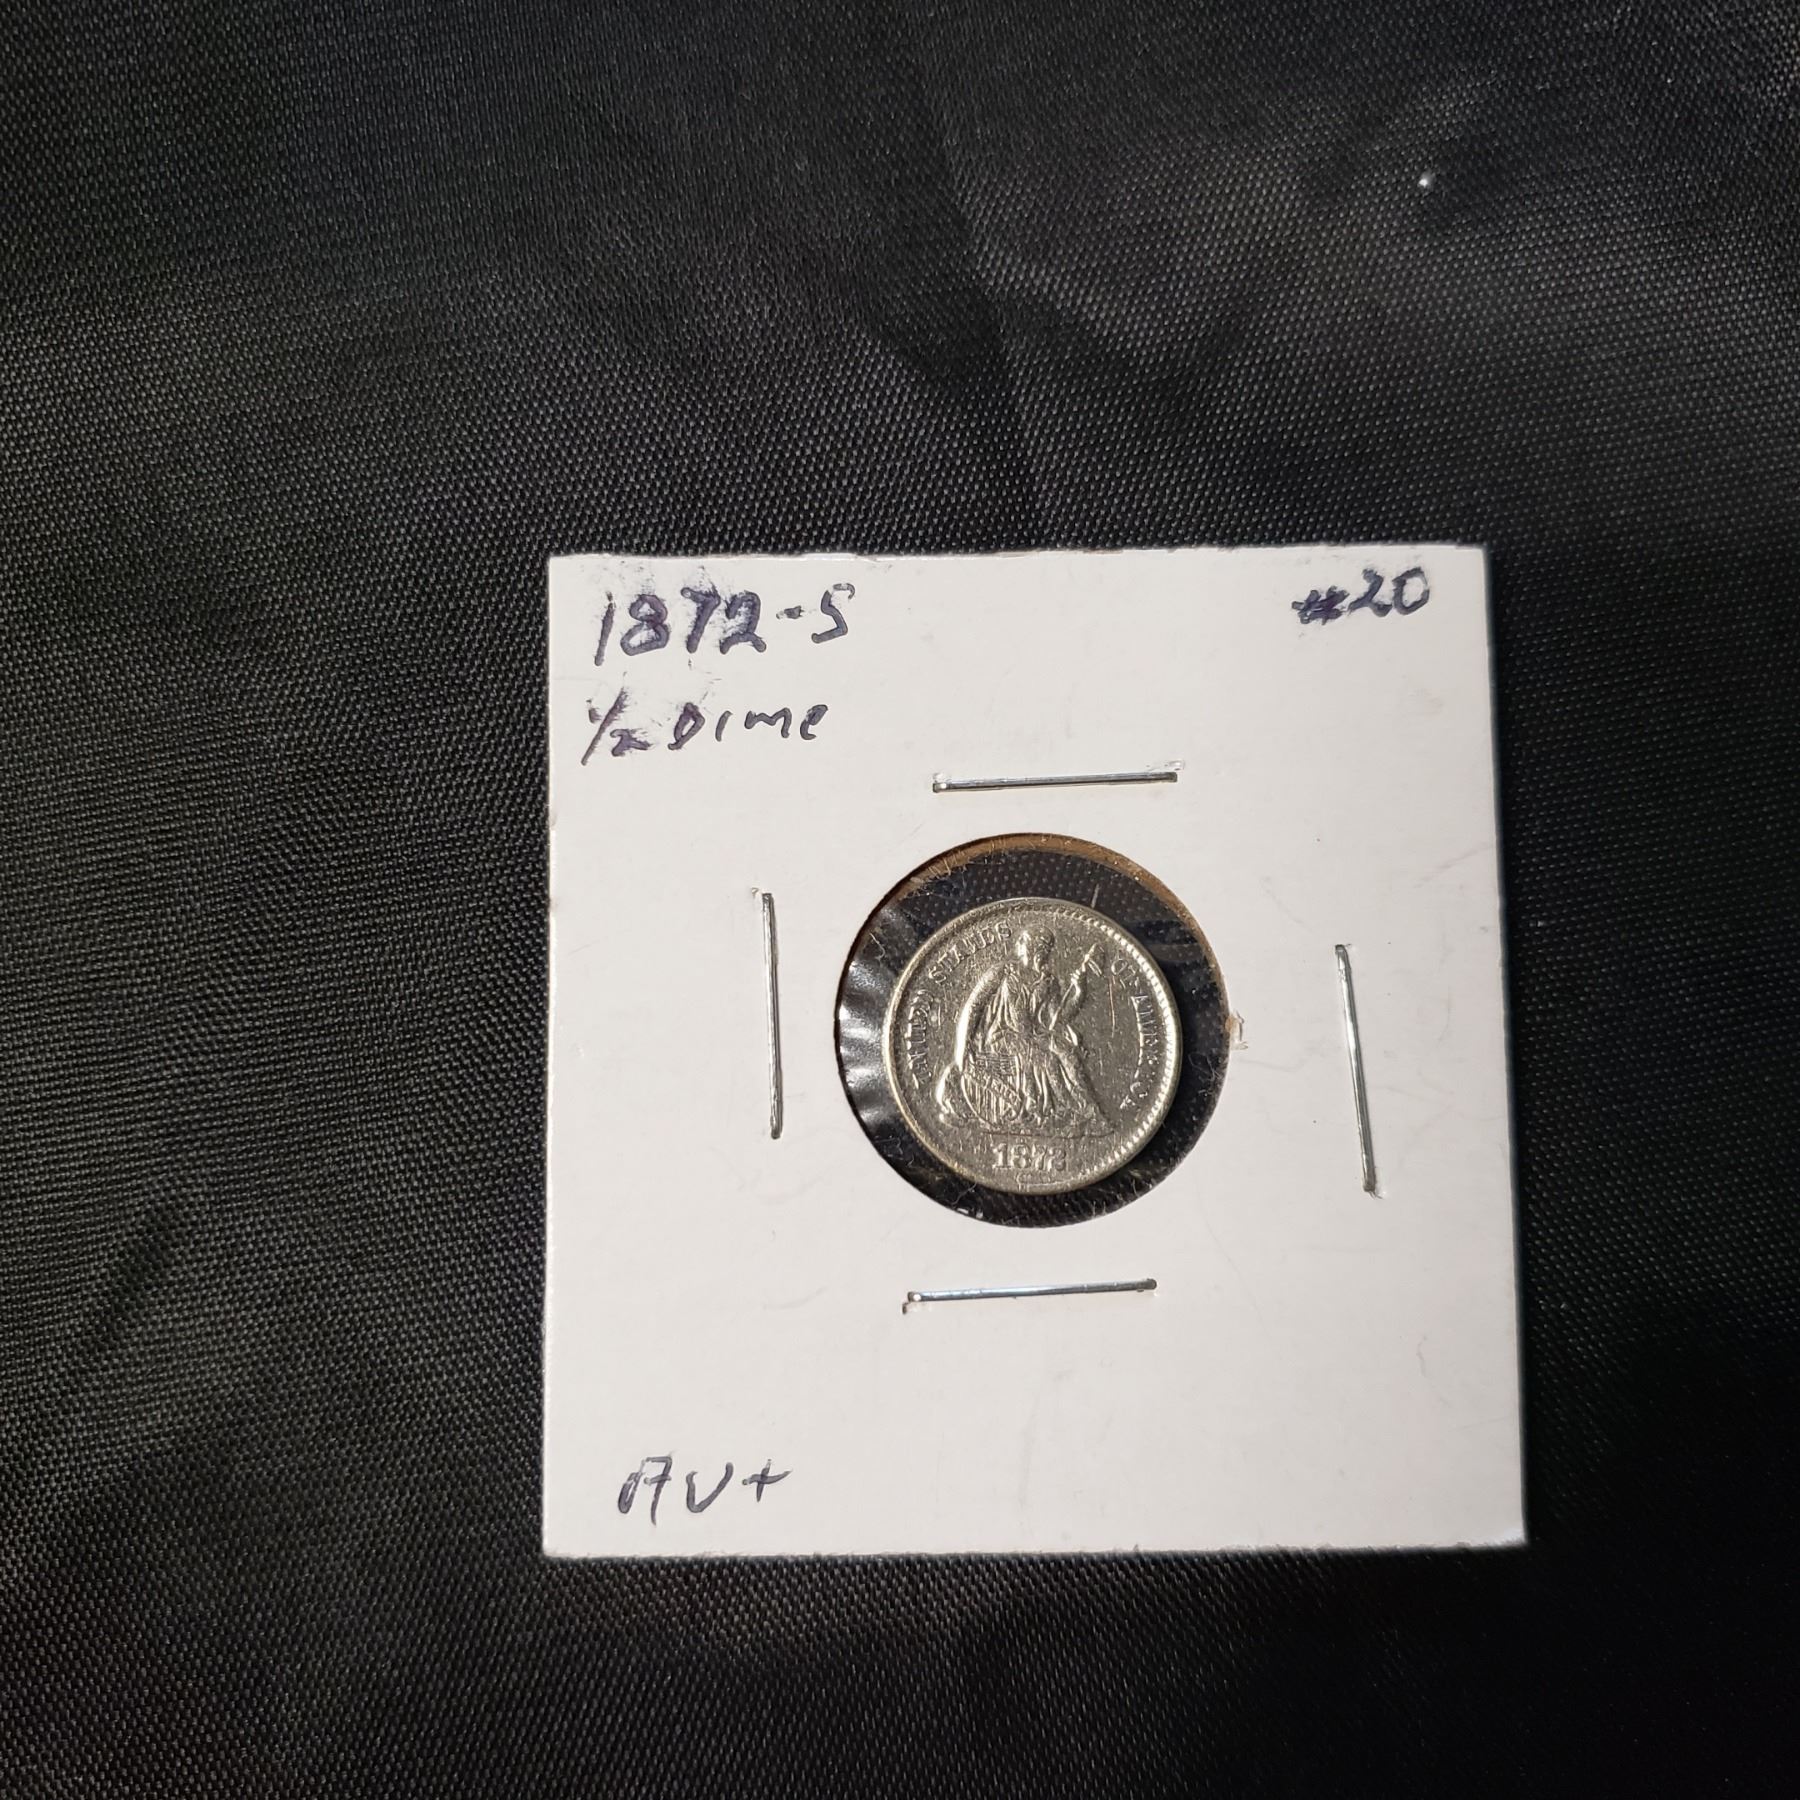 1872-S
#20
1/2 Dime
UNITED STATES OF AMERICA
1872
AU+